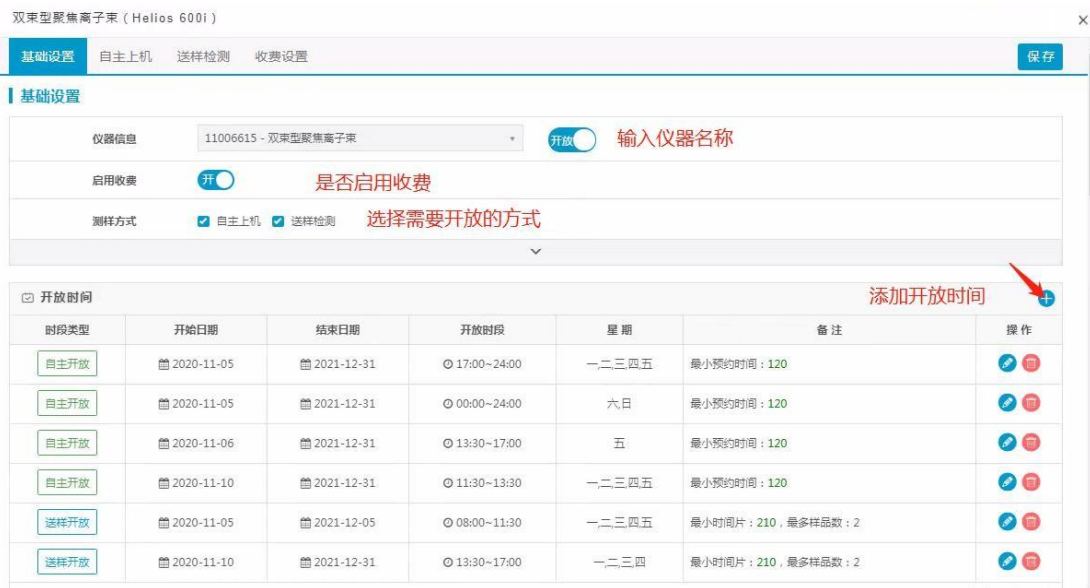 双束型聚焦离子束 ( Helios 600i )
×
基础设置 自主上机 送样检测 收费设置 保存
基础设置
仪器信息 11006615 - 双束型聚焦离子束 开放 输入仪器名称
启用收费 开 是否启用收费
测样方式 自主上机 送样检测 选择需要开放的方式
开放时间 添加开放时间
时段类型 开始日期 结束日期 开放时段 星期 备注 操作
自主开放 2020-11-05 2021-12-31 17:00~24:00 一,二,三,四,五 最小预约时间：120
自主开放 2020-11-05 2021-12-31 00:00~24:00 六,日 最小预约时间：120
自主开放 2020-11-06 2021-12-31 13:30~17:00 五 最小预约时间：120
自主开放 2020-11-10 2021-12-31 11:30~13:30 一,二,三,四,五 最小预约时间：120
送样开放 2020-11-05 2021-12-05 08:00~11:30 一,二,三,四,五 最小时间片：210，最多样品数：2
送样开放 2020-11-10 2021-12-31 13:30~17:00 一,二,三,四 最小时间片：210，最多样品数：2